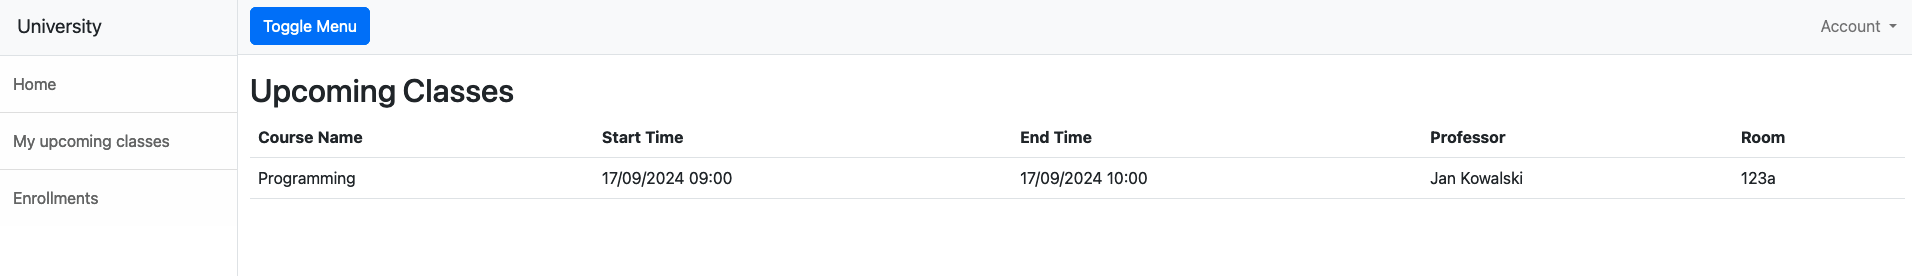 University
Toggle Menu
Account
Home
My upcoming classes
Enrollments
Upcoming Classes
Course Name Start Time End Time Professor Room
Programming 17/09/2024 09:00 17/09/2024 10:00 Jan Kowalski 123a